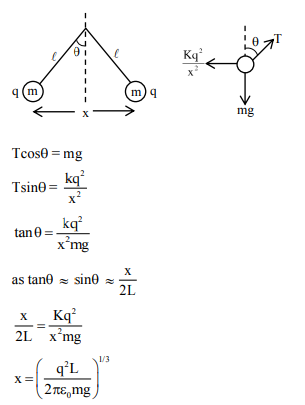 ℓ θ ℓ
q m m q
x
θ T
Kq²/x²
mg
Tcosθ = mg
Tsinθ = kq²/x²
tanθ = kq²/x²mg
as tanθ ≈ sinθ ≈ x/2L
x/2L = Kq²/x²mg
x = (q²L/2πε₀mg)^1/3